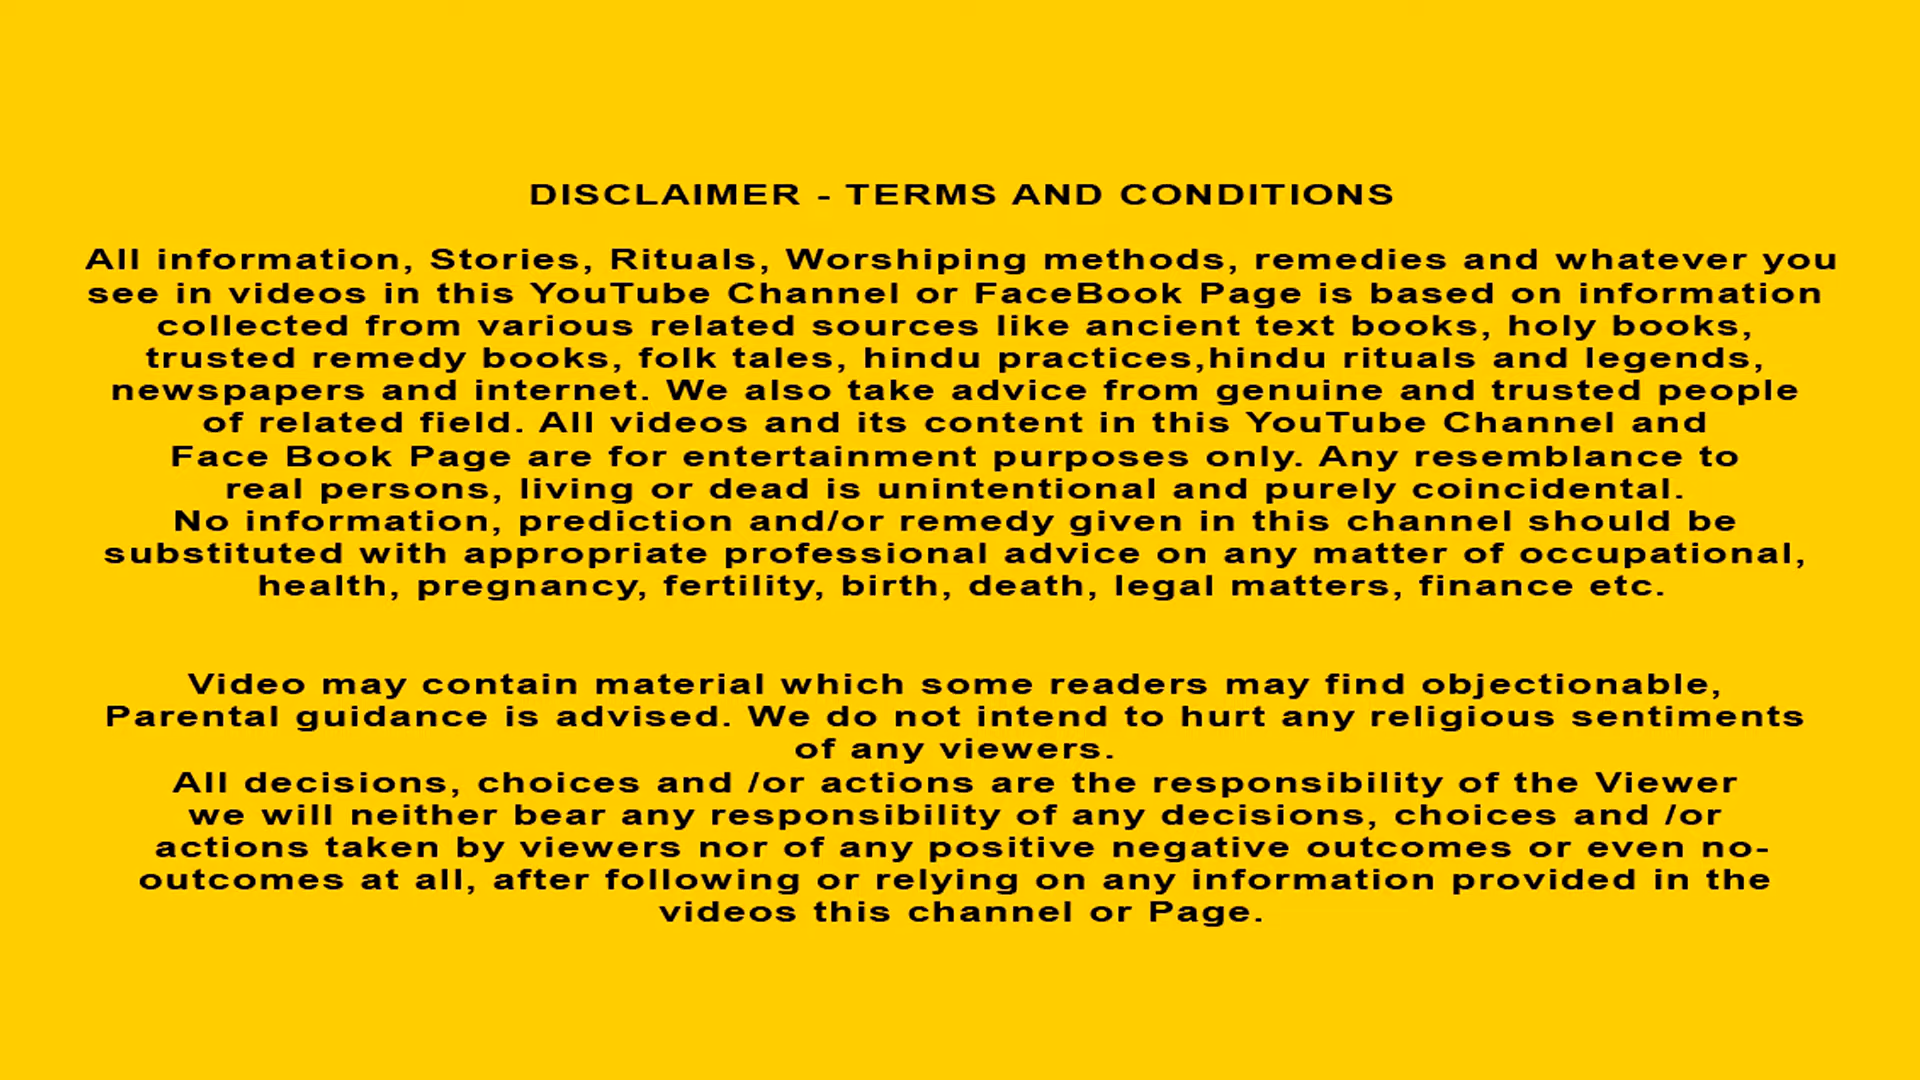 DISCLAIMER - TERMS AND CONDITIONS
All information, Stories, Rituals, Worshiping methods, remedies and whatever you
see in videos in this YouTube Channel or FaceBook Page is based on information
collected from various related sources like ancient text books, holy books,
trusted remedy books, folk tales, hindu practices,hindu rituals and legends,
newspapers and internet. We also take advice from genuine and trusted people
of related field. All videos and its content in this YouTube Channel and
Face Book Page are for entertainment purposes only. Any resemblance to
real persons, living or dead is unintentional and purely coincidental.
No information, prediction and/or remedy given in this channel should be
substituted with appropriate professional advice on any matter of occupational,
health, pregnancy, fertility, birth, death, legal matters, finance etc.
Video may contain material which some readers may find objectionable,
Parental guidance is advised. We do not intend to hurt any religious sentiments
of any viewers.
All decisions, choices and /or actions are the responsibility of the Viewer
we will neither bear any responsibility of any decisions, choices and /or
actions taken by viewers nor of any positive negative outcomes or even no-
outcomes at all, after following or relying on any information provided in the
videos this channel or Page.